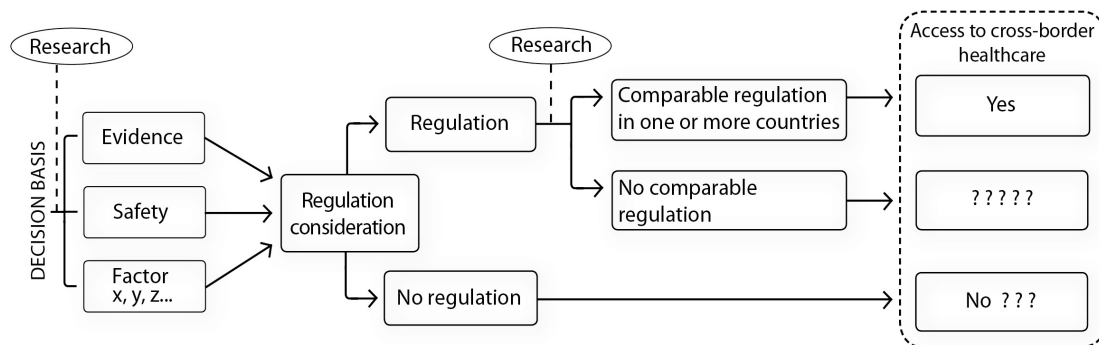 Research
DECISION BASIS
Evidence
Safety
Factor
x, y, z...
Regulation
consideration
Regulation
No regulation
Research
Comparable regulation
in one or more countries
No comparable
regulation
Access to cross-border
healthcare
Yes
? ? ? ? ?
No ? ? ?